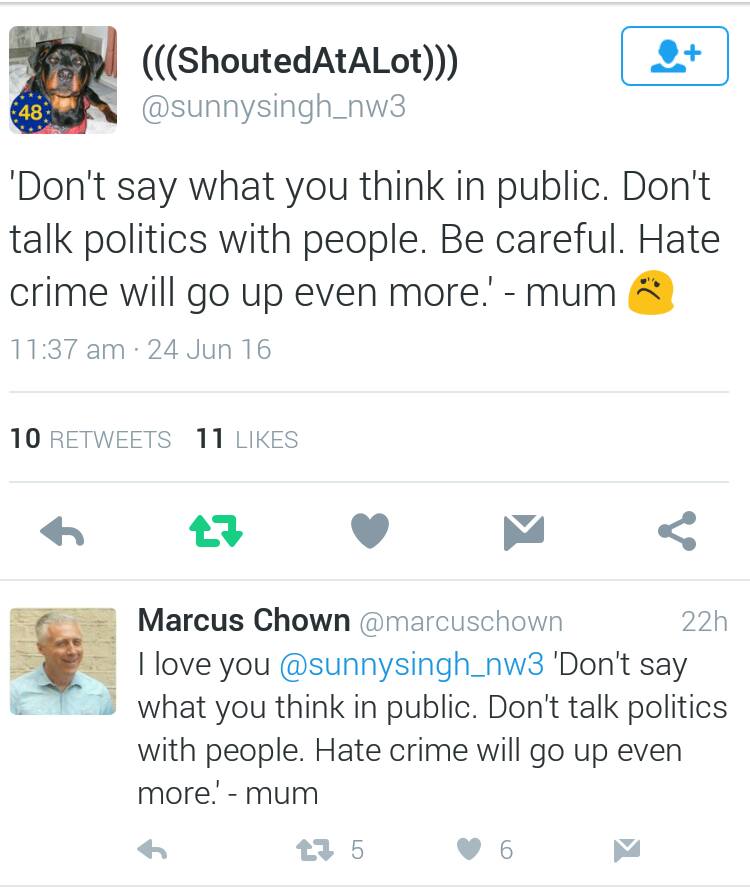 (((ShoutedAtALot)))
@sunnysingh_nw3
48
'Don't say what you think in public. Don't
talk politics with people. Be careful. Hate
crime will go up even more.' - mum 😟
11:37 am · 24 Jun 16
10 RETWEETS 11 LIKES
Marcus Chown @marcuschown 22h
I love you @sunnysingh_nw3 'Don't say
what you think in public. Don't talk politics
with people. Hate crime will go up even
more.' - mum
5 6